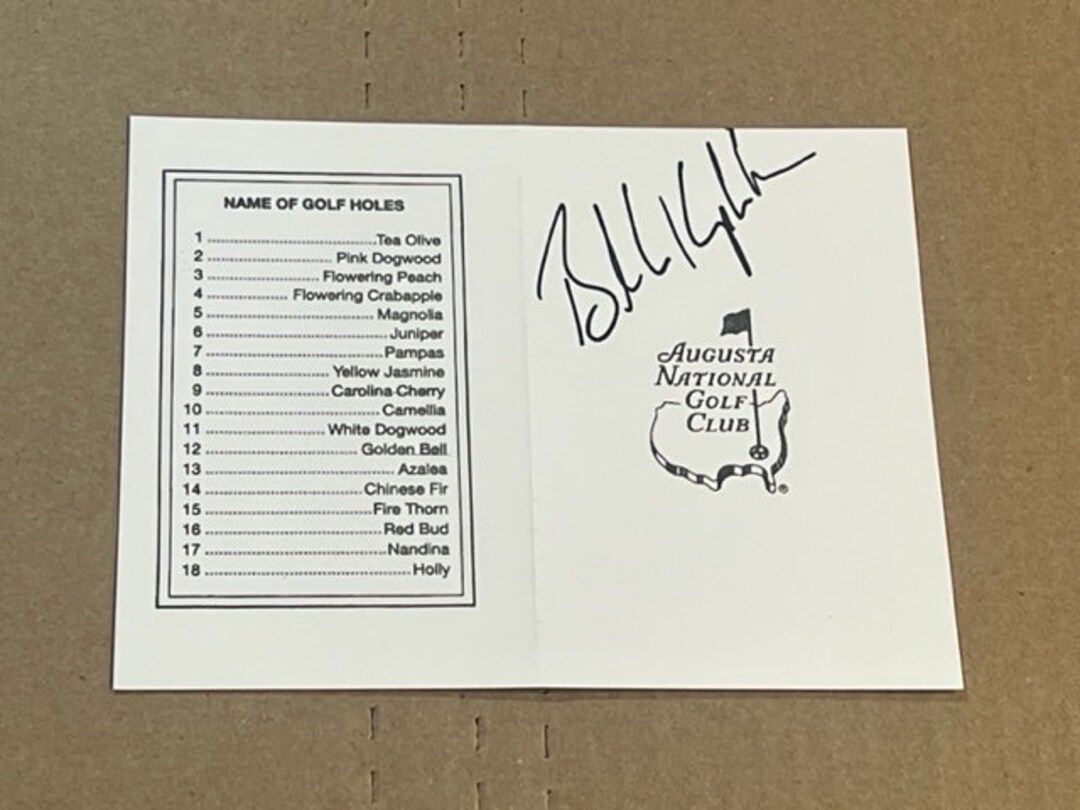 NAME OF GOLF HOLES
1 ........................................Tea Olive
2 ............................. Pink Dogwood
3 .......................... Flowering Peach
4 ................... Flowering Crabapple
5 ....................................... Magnolia
6 ..........................................Juniper
7 .........................................Pampas
8 ............................. Yellow Jasmine
9 ............................. Carolina Cherry
10 .........................................Camellia
11 ............................White Dogwood
12 ................................... Golden Bell
13 ............................................Azalea
14 .....................................Chinese Fir
15 .......................................Fire Thorn
16 ......................................... Red Bud
17 ..........................................Nandina
18 ................................................Holly
AUGUSTA
NATIONAL
GOLF
CLUB
®